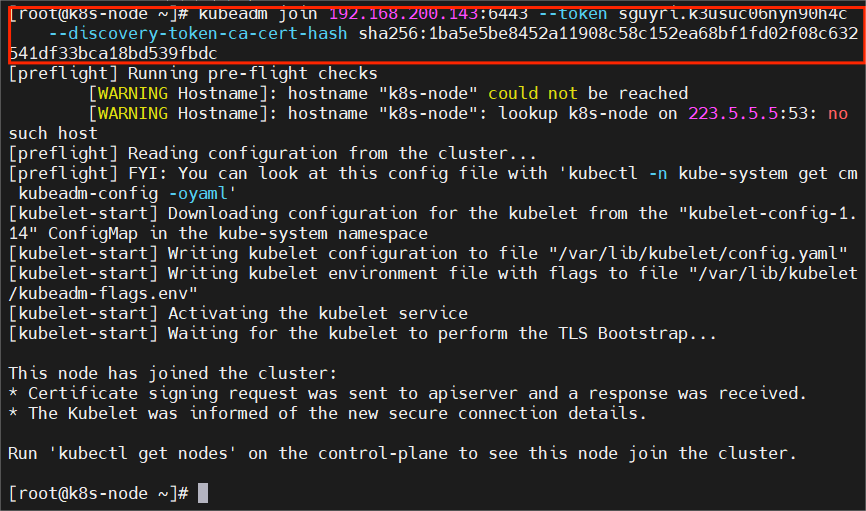 [root@k8s-node ~]# kubeadm join 192.168.200.143:6443 --token sguyrl.k3usuc06nyn90h4c
--discovery-token-ca-cert-hash sha256:1ba5e5be8452a11908c58c152ea68bf1fd02f08c632
541df33bca18bd539fbdc
[preflight] Running pre-flight checks
[WARNING Hostname]: hostname "k8s-node" could not be reached
[WARNING Hostname]: hostname "k8s-node": lookup k8s-node on 223.5.5.5:53: no
such host
[preflight] Reading configuration from the cluster...
[preflight] FYI: You can look at this config file with 'kubectl -n kube-system get cm
kubeadm-config -oyaml'
[kubelet-start] Downloading configuration for the kubelet from the "kubelet-config-1.
14" ConfigMap in the kube-system namespace
[kubelet-start] Writing kubelet configuration to file "/var/lib/kubelet/config.yaml"
[kubelet-start] Writing kubelet environment file with flags to file "/var/lib/kubelet
/kubeadm-flags.env"
[kubelet-start] Activating the kubelet service
[kubelet-start] Waiting for the kubelet to perform the TLS Bootstrap...
This node has joined the cluster:
* Certificate signing request was sent to apiserver and a response was received.
* The Kubelet was informed of the new secure connection details.
Run 'kubectl get nodes' on the control-plane to see this node join the cluster.
[root@k8s-node ~]#